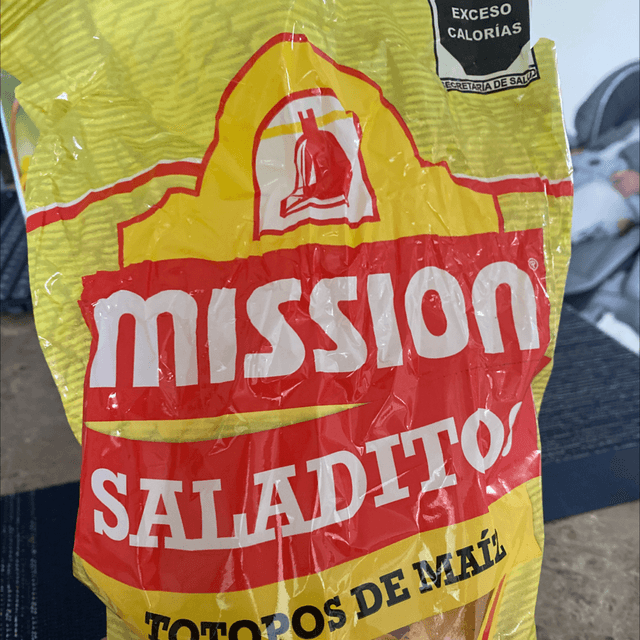 EXCESO
CALORÍAS
SECRETARÍA DE SALUD
MISSION®
SALADITOS
TOTOPOS DE MAÍZ